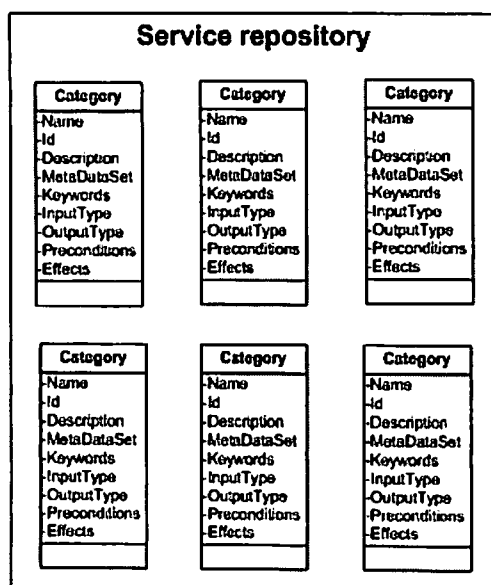 Service repository
Category
-Name
-Id
-Description
-MetaDataSet
-Keywords
-InputType
-OutputType
-Preconditions
-Effects
Category
-Name
-Id
-Description
-MetaDataSet
-Keywords
-InputType
-OutputType
-Preconditions
-Effects
Category
-Name
-Id
-Description
-MetaDataSet
-Keywords
-InputType
-OutputType
-Preconditions
-Effects
Category
-Name
-Id
-Description
-MetaDataSet
-Keywords
-InputType
-OutputType
-Preconditions
-Effects
Category
-Name
-Id
-Description
-MetaDataSet
-Keywords
-InputType
-OutputType
-Preconditions
-Effects
Category
-Name
-Id
-Description
-MetaDataSet
-Keywords
-InputType
-OutputType
-Preconditions
-Effects